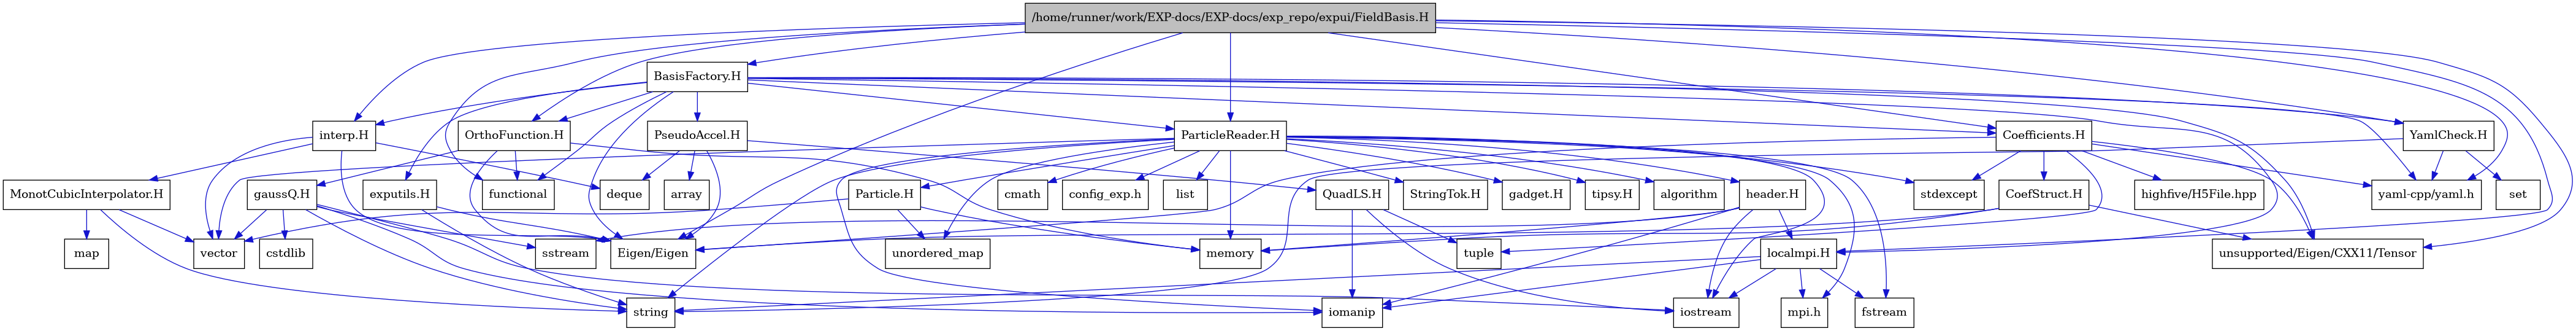 /home/runner/work/EXP-docs/EXP-docs/exp_repo/expui/FieldBasis.H
BasisFactory.H
interp.H
OrthoFunction.H
PseudoAccel.H
ParticleReader.H
Coefficients.H
YamlCheck.H
MonotCubicInterpolator.H
gaussQ.H
exputils.H
functional
deque
array
Particle.H
cmath
config_exp.h
list
QuadLS.H
StringTok.H
gadget.H
tipsy.H
algorithm
header.H
stdexcept
CoefStruct.H
highfive/H5File.hpp
yaml-cpp/yaml.h
set
map
vector
cstdlib
sstream
Eigen/Eigen
unordered_map
memory
tuple
localmpi.H
unsupported/Eigen/CXX11/Tensor
string
iomanip
iostream
mpi.h
fstream